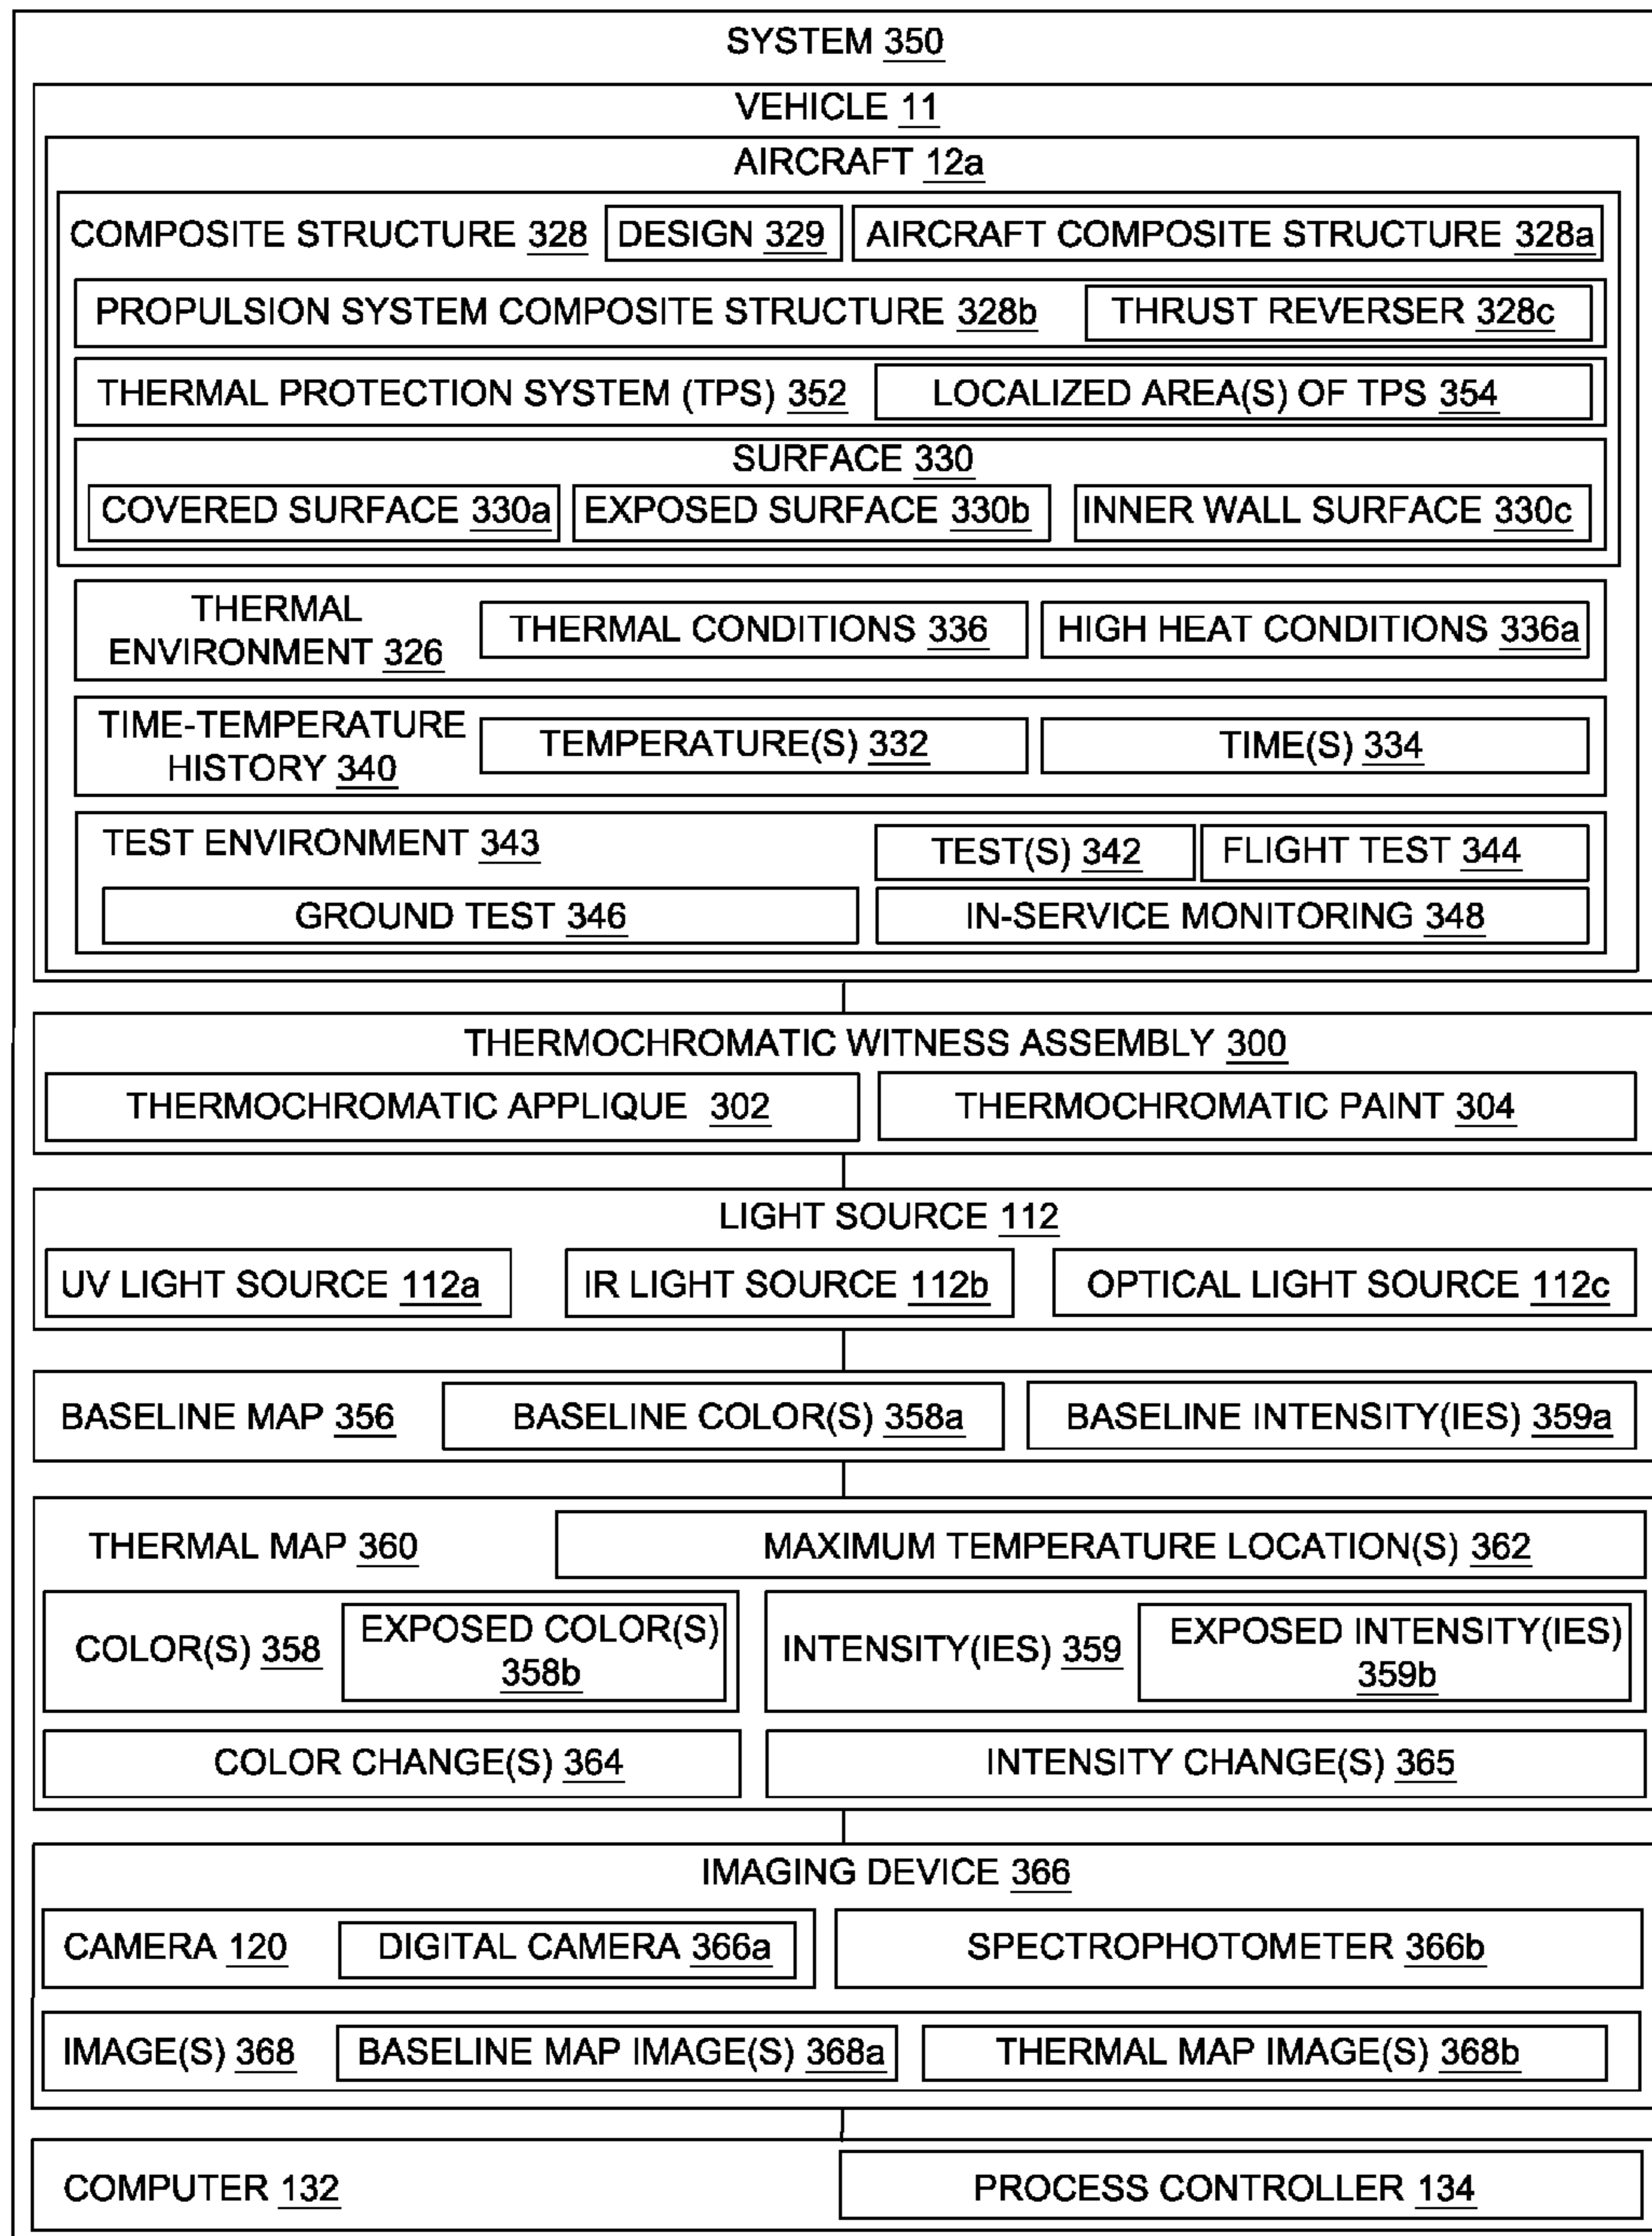 SYSTEM 350
VEHICLE 11
AIRCRAFT 12a
COMPOSITE STRUCTURE 328 DESIGN 329 AIRCRAFT COMPOSITE STRUCTURE 328a
PROPULSION SYSTEM COMPOSITE STRUCTURE 328b THRUST REVERSER 328c
THERMAL PROTECTION SYSTEM (TPS) 352 LOCALIZED AREA(S) OF TPS 354
SURFACE 330
COVERED SURFACE 330a EXPOSED SURFACE 330b INNER WALL SURFACE 330c
THERMAL
ENVIRONMENT 326
THERMAL CONDITIONS 336 HIGH HEAT CONDITIONS 336a
TIME-TEMPERATURE
HISTORY 340
TEMPERATURE(S) 332 TIME(S) 334
TEST ENVIRONMENT 343 TEST(S) 342 FLIGHT TEST 344
GROUND TEST 346 IN-SERVICE MONITORING 348
THERMOCHROMATIC WITNESS ASSEMBLY 300
THERMOCHROMATIC APPLIQUE 302 THERMOCHROMATIC PAINT 304
LIGHT SOURCE 112
UV LIGHT SOURCE 112a IR LIGHT SOURCE 112b OPTICAL LIGHT SOURCE 112c
BASELINE MAP 356 BASELINE COLOR(S) 358a BASELINE INTENSITY(IES) 359a
THERMAL MAP 360 MAXIMUM TEMPERATURE LOCATION(S) 362
COLOR(S) 358
EXPOSED COLOR(S)
358b
INTENSITY(IES) 359
EXPOSED INTENSITY(IES)
359b
COLOR CHANGE(S) 364 INTENSITY CHANGE(S) 365
IMAGING DEVICE 366
CAMERA 120 DIGITAL CAMERA 366a SPECTROPHOTOMETER 366b
IMAGE(S) 368 BASELINE MAP IMAGE(S) 368a THERMAL MAP IMAGE(S) 368b
COMPUTER 132 PROCESS CONTROLLER 134